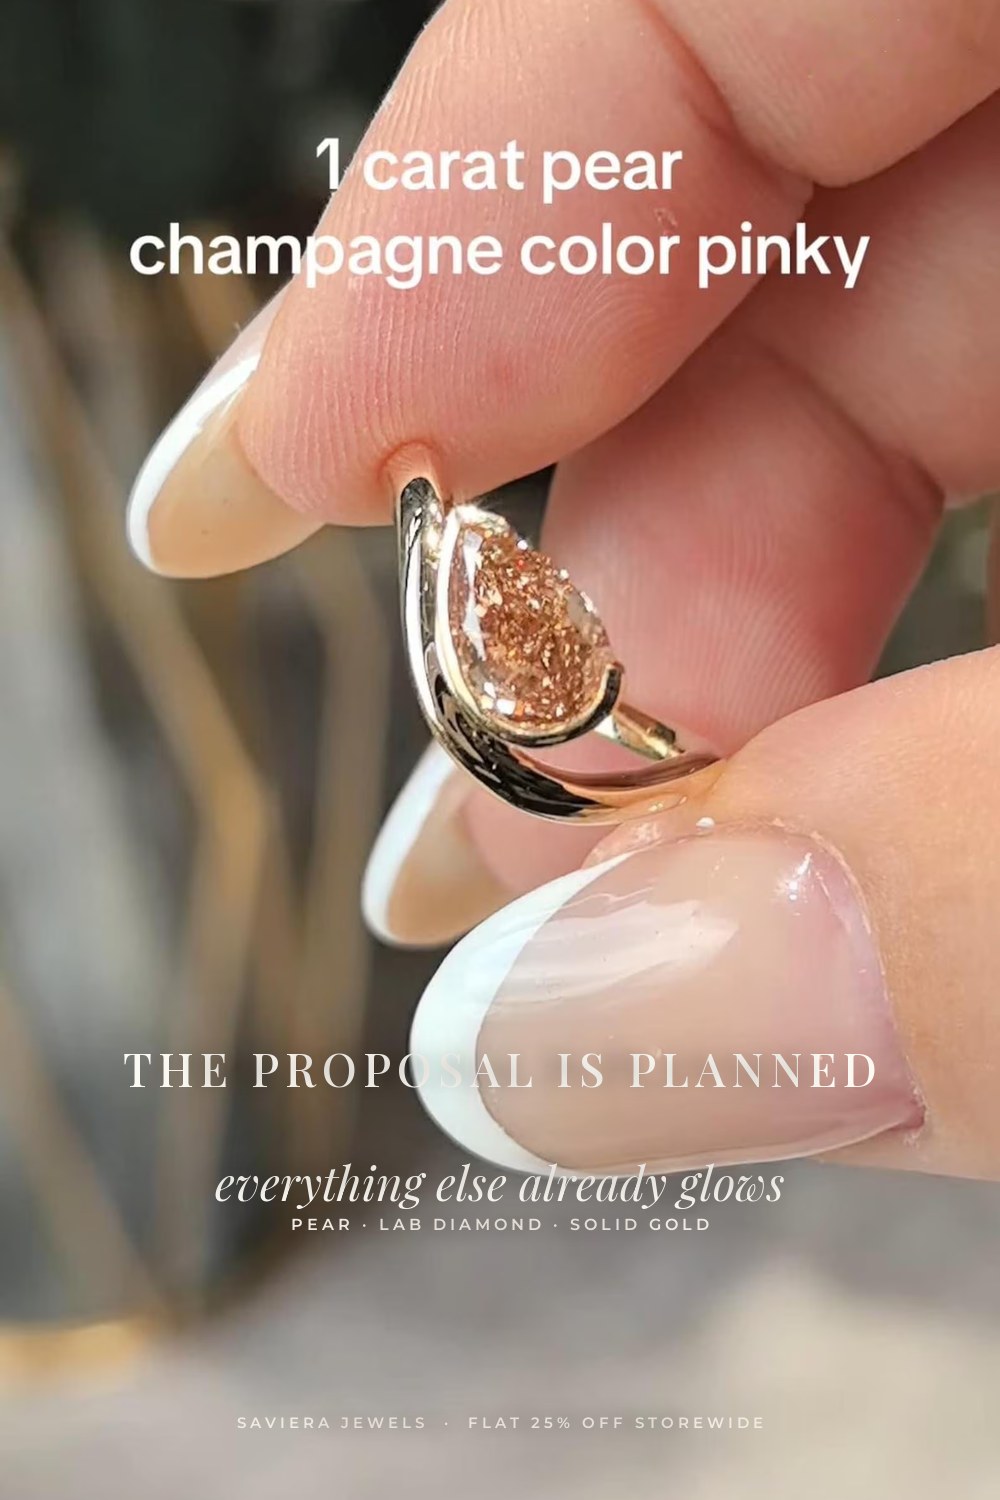 1 carat pear
champagne color pinky
THE PROPOSAL IS PLANNED
everything else already glows
PEAR · LAB DIAMOND · SOLID GOLD
SAVIERA JEWELS · FLAT 25% OFF STOREWIDE